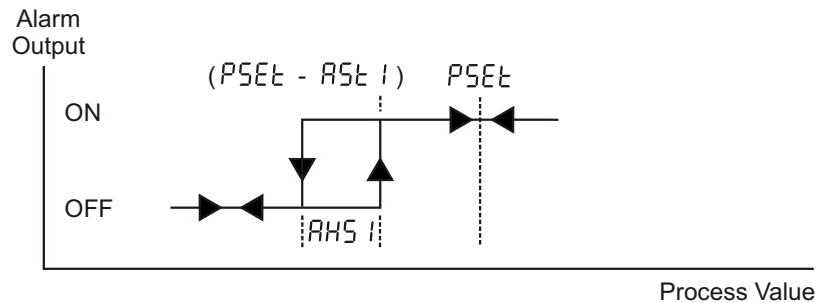 Alarm
Output
(PSEt - ASt1) PSEt
ON
OFF
AHS1
Process Value